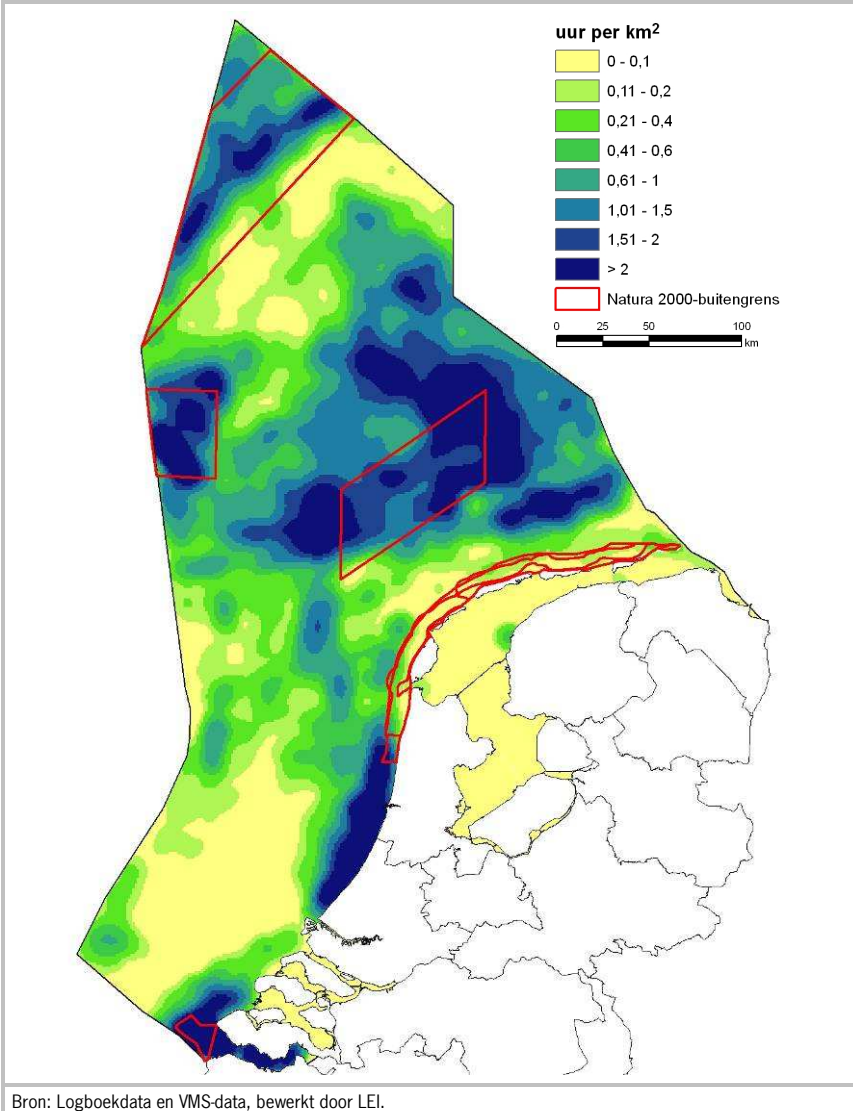 uur per km2
0 - 0,1
0,11 - 0,2
0,21 - 0,4
0,41 - 0,6
0,61 - 1
1,01 - 1,5
1,51 - 2
> 2
Natura 2000-buitengrens
0 25 50 100
km
Bron: Logboekdata en VMS-data, bewerkt door LEI.